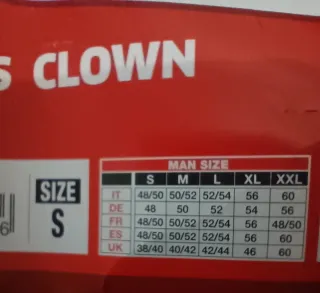 S CLOWN
MAN SIZE
S M L XL XXL
IT 48/50 50/52 52/54 56 60
DE 48 50 52 54 56
FR 48/50 50/52 52/54 56 48/50
ES 48/50 50/52 52/54 56 60
UK 38/40 40/42 42/44 46 60
SIZE
S
6